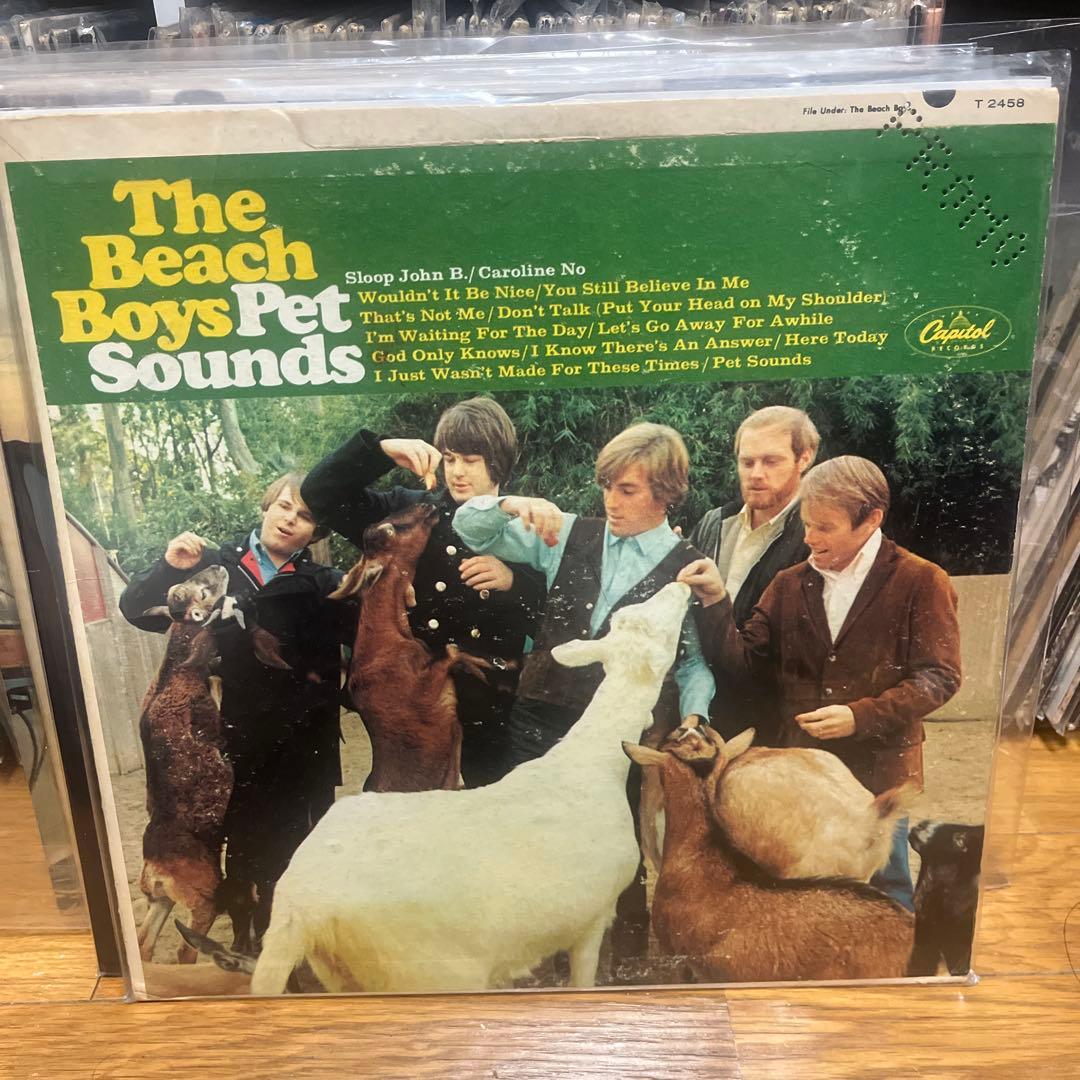 File Under: The Beach Boys
T 2458
The
Beach
Boys Pet
Sounds
Sloop John B./Caroline No
Wouldn't It Be Nice/You Still Believe In Me
That's Not Me/Don't Talk (Put Your Head on My Shoulder)
I'm Waiting For The Day/Let's Go Away For Awhile
God Only Knows/I Know There's An Answer/Here Today
I Just Wasn't Made For These Times/Pet Sounds
Capitol
RECORDS